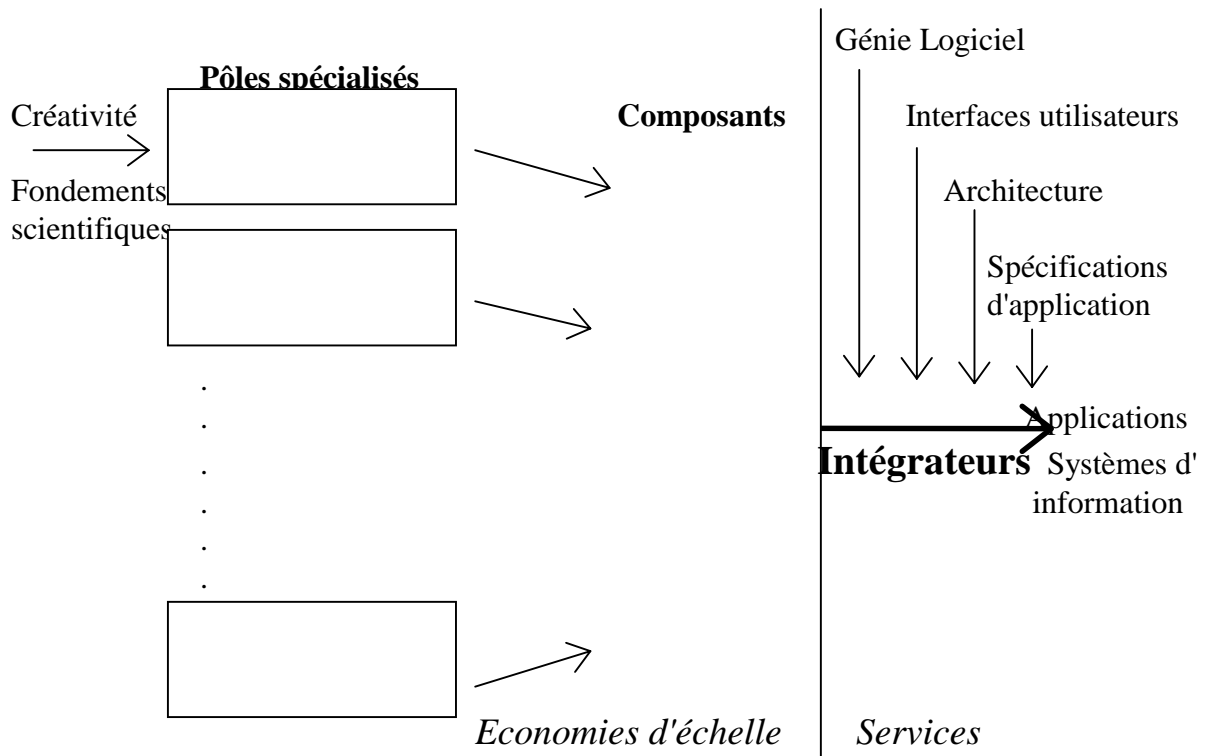 Génie Logiciel
Pôles spécialisés
Créativité
Composants
Interfaces utilisateurs
Fondements
scientifiques
Architecture
Spécifications
d'application
.
.
.
.
.
.
Applications
Intégrateurs
Systèmes d'
information
Economies d'échelle
Services